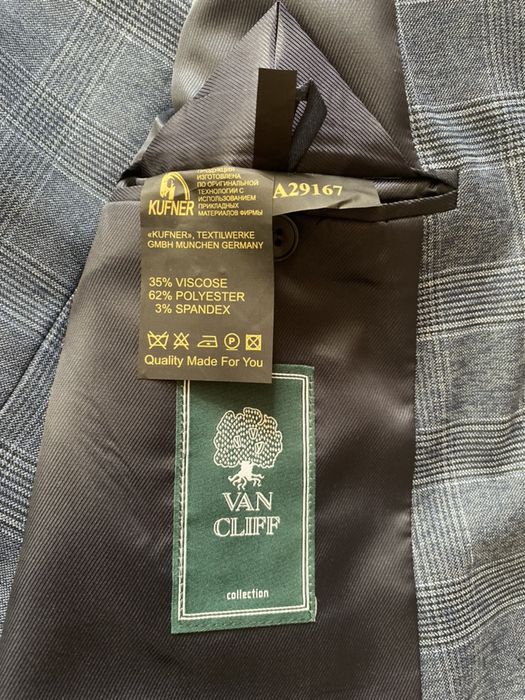 ПРОДУКЦИЯ
ИЗГОТОВЛЕНА
ПО ОРИГИНАЛЬНОЙ
ТЕХНОЛОГИИ С
ИСПОЛЬЗОВАНИЕМ
ПРИКЛАДНЫХ
МАТЕРИАЛОВ ФИРМЫ
KUFNER
A29167
«KUFNER», TEXTILWERKE
GMBH MUNCHEN GERMANY
35% VISCOSE
62% POLYESTER
3% SPANDEX
P
Quality Made For You
VAN
CLIFF
collection